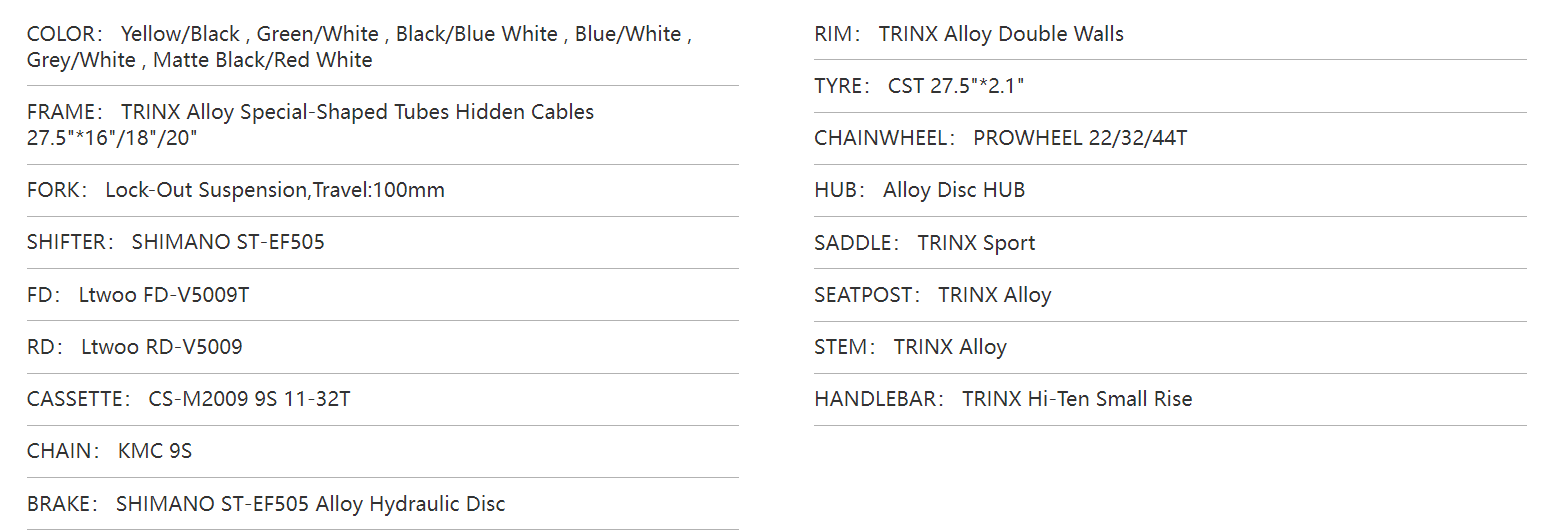 COLOR： Yellow/Black , Green/White , Black/Blue White , Blue/White ,
Grey/White , Matte Black/Red White
FRAME： TRINX Alloy Special-Shaped Tubes Hidden Cables
27.5"*16"/18"/20"
FORK： Lock-Out Suspension,Travel:100mm
SHIFTER： SHIMANO ST-EF505
FD： Ltwoo FD-V5009T
RD： Ltwoo RD-V5009
CASSETTE： CS-M2009 9S 11-32T
CHAIN： KMC 9S
BRAKE： SHIMANO ST-EF505 Alloy Hydraulic Disc
RIM： TRINX Alloy Double Walls
TYRE： CST 27.5"*2.1"
CHAINWHEEL： PROWHEEL 22/32/44T
HUB： Alloy Disc HUB
SADDLE： TRINX Sport
SEATPOST： TRINX Alloy
STEM： TRINX Alloy
HANDLEBAR： TRINX Hi-Ten Small Rise